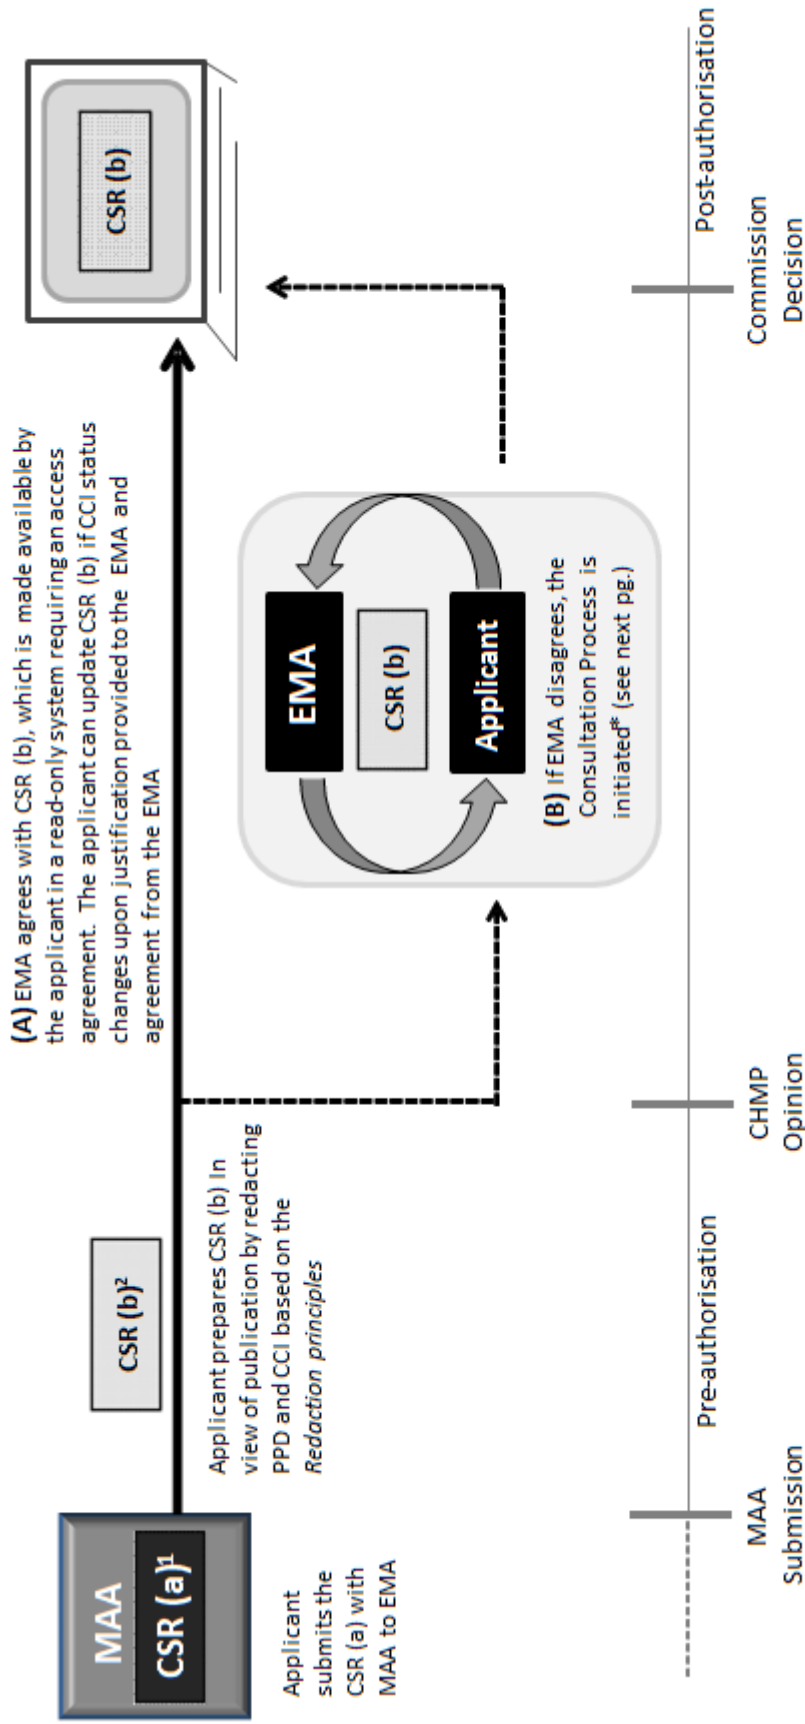 MAA
CSR (a)¹
Applicant
submits the
CSR (a) with
MAA to EMA
CSR (b)²
Applicant prepares CSR (b) In
view of publication by redacting
PPD and CCI based on the
Redaction principles
(A) EMA agrees with CSR (b), which is made available by
the applicant in a read-only system requiring an access
agreement. The applicant can update CSR (b) if CCI status
changes upon justification provided to the EMA and
agreement from the EMA
EMA
CSR (b)
Applicant
(B) If EMA disagrees, the
Consultation Process is
initiated* (see next pg.)
CSR (b)
Pre-authorisation
Post-authorisation
MAA
Submission
CHMP
Opinion
Commission
Decision